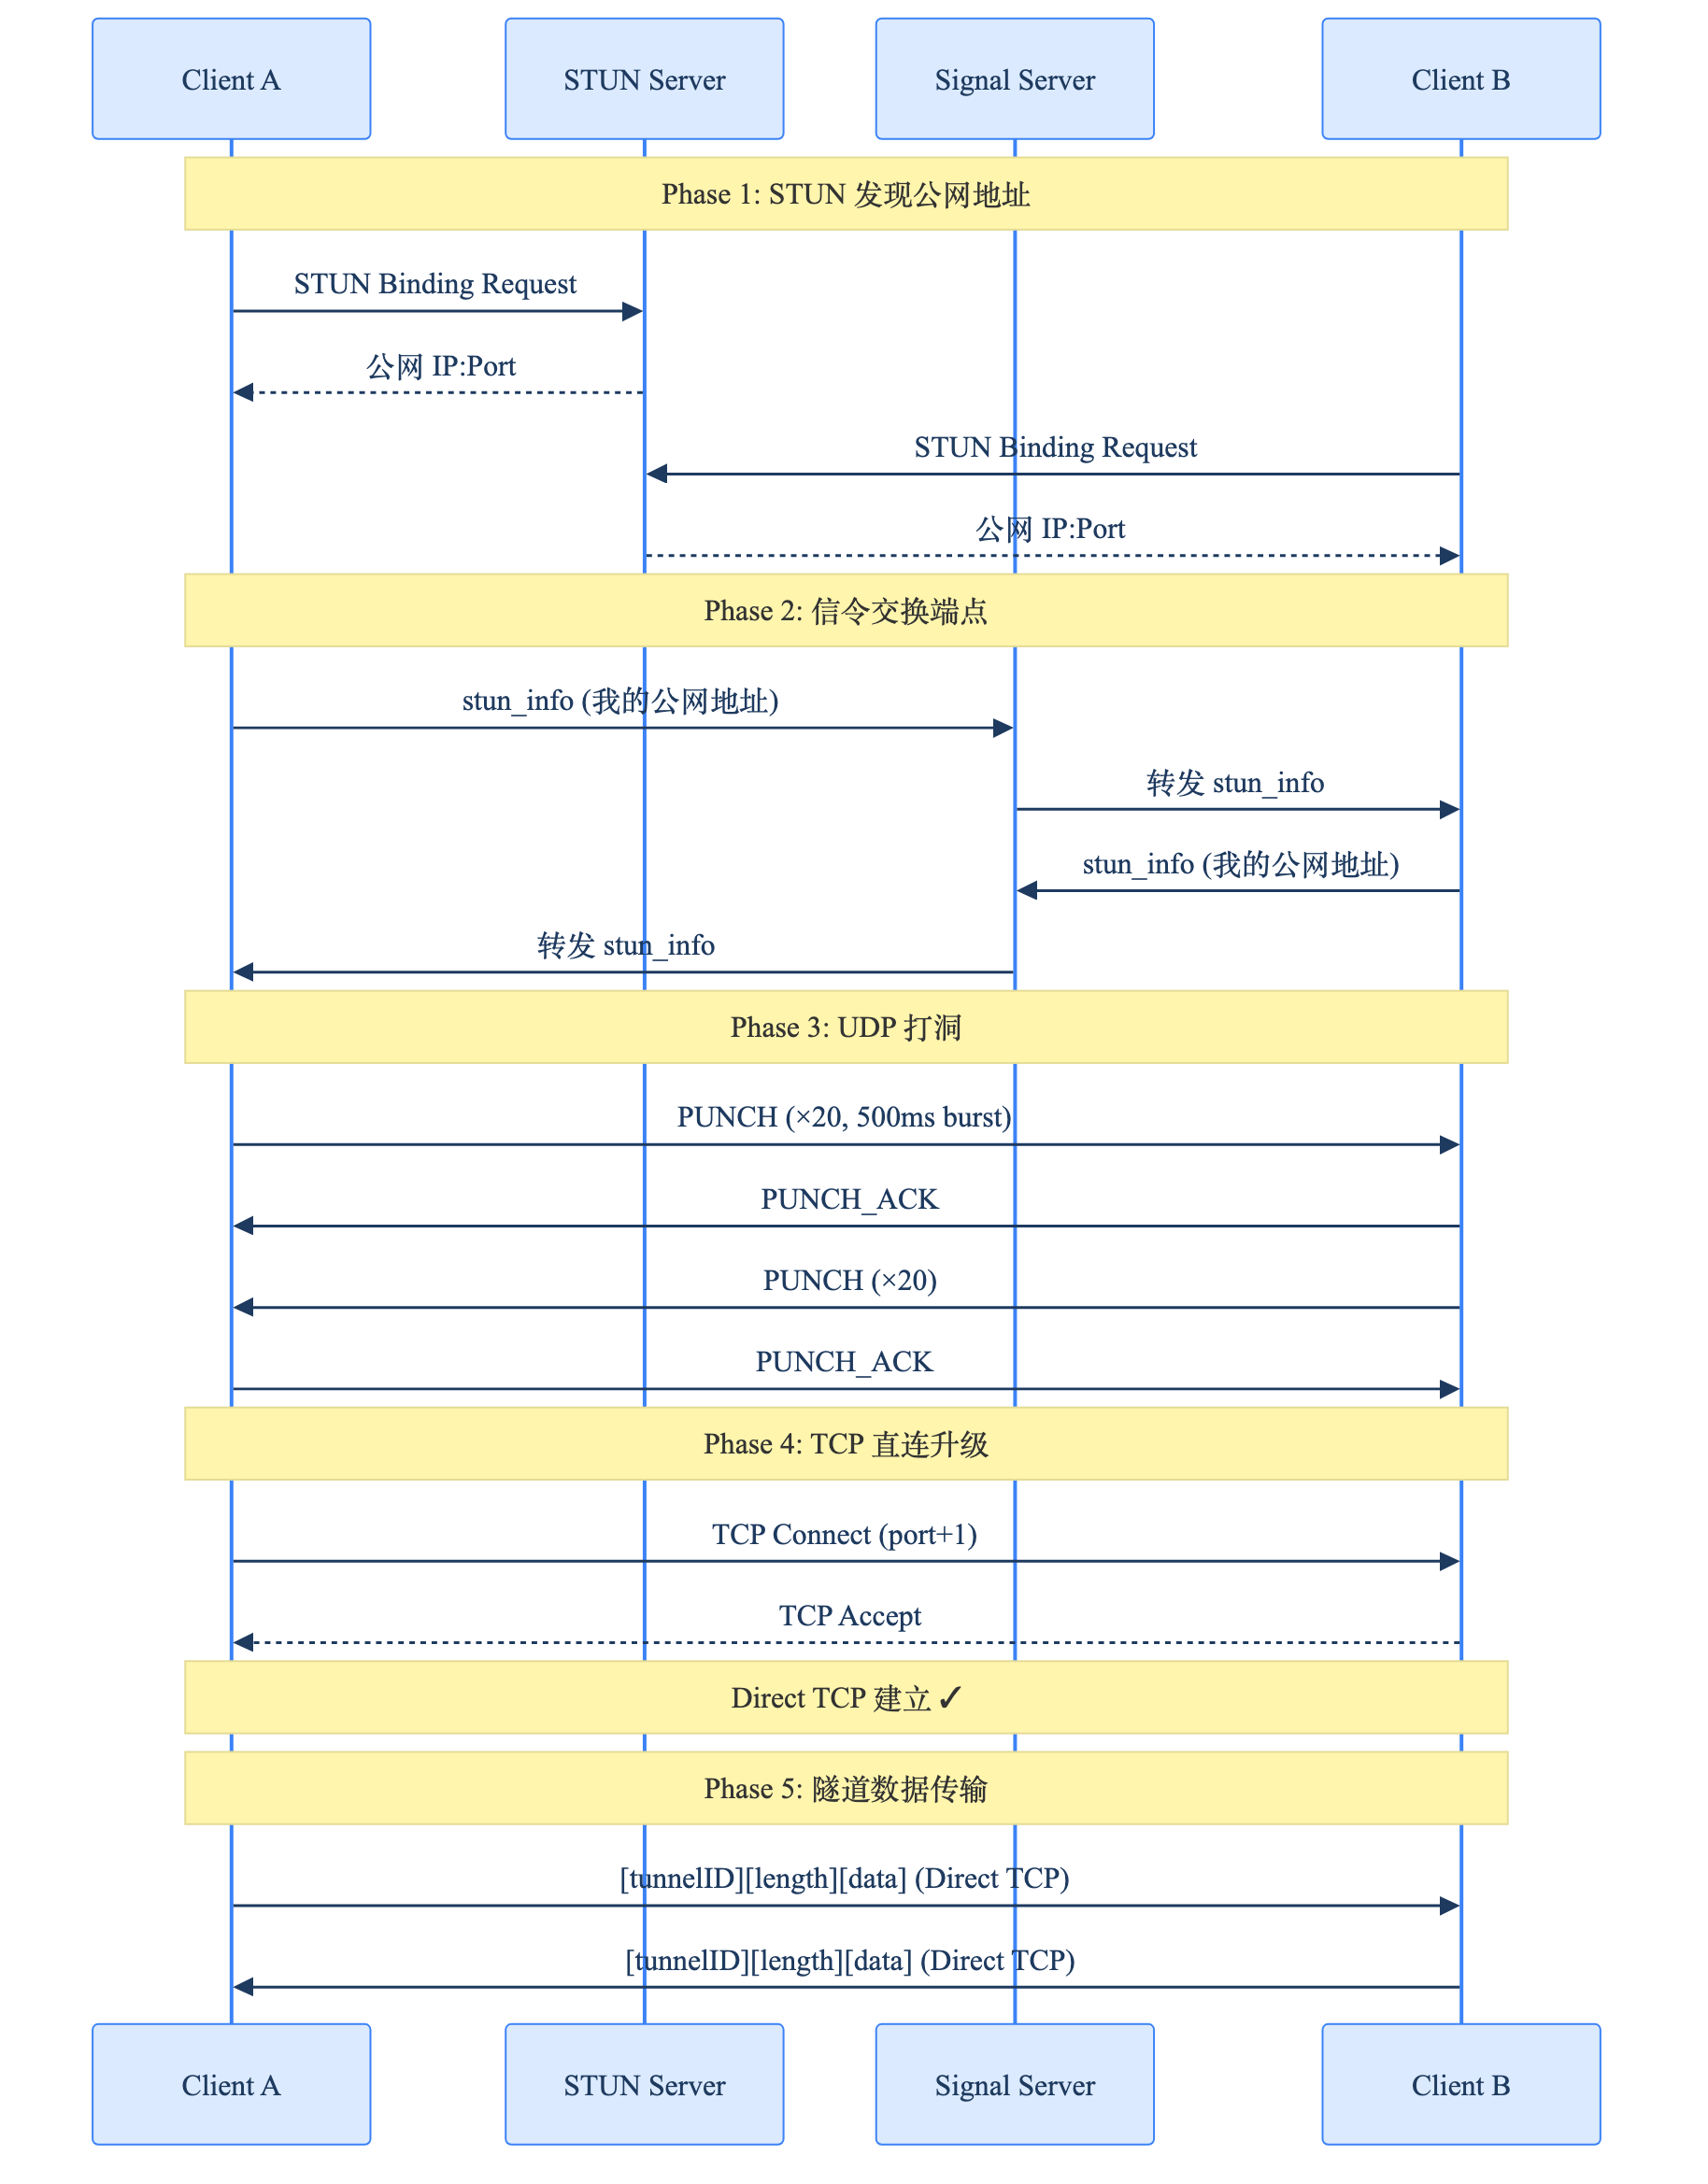 Client A
STUN Server
Signal Server
Client B
Phase 1: STUN 发现公网地址
STUN Binding Request
公网 IP:Port
STUN Binding Request
公网 IP:Port
Phase 2: 信令交换端点
stun_info (我的公网地址)
转发 stun_info
stun_info (我的公网地址)
转发 stun_info
Phase 3: UDP 打洞
PUNCH (×20, 500ms burst)
PUNCH_ACK
PUNCH (×20)
PUNCH_ACK
Phase 4: TCP 直连升级
TCP Connect (port+1)
TCP Accept
Direct TCP 建立 ✓
Phase 5: 隧道数据传输
[tunnelID][length][data] (Direct TCP)
[tunnelID][length][data] (Direct TCP)
Client A
STUN Server
Signal Server
Client B